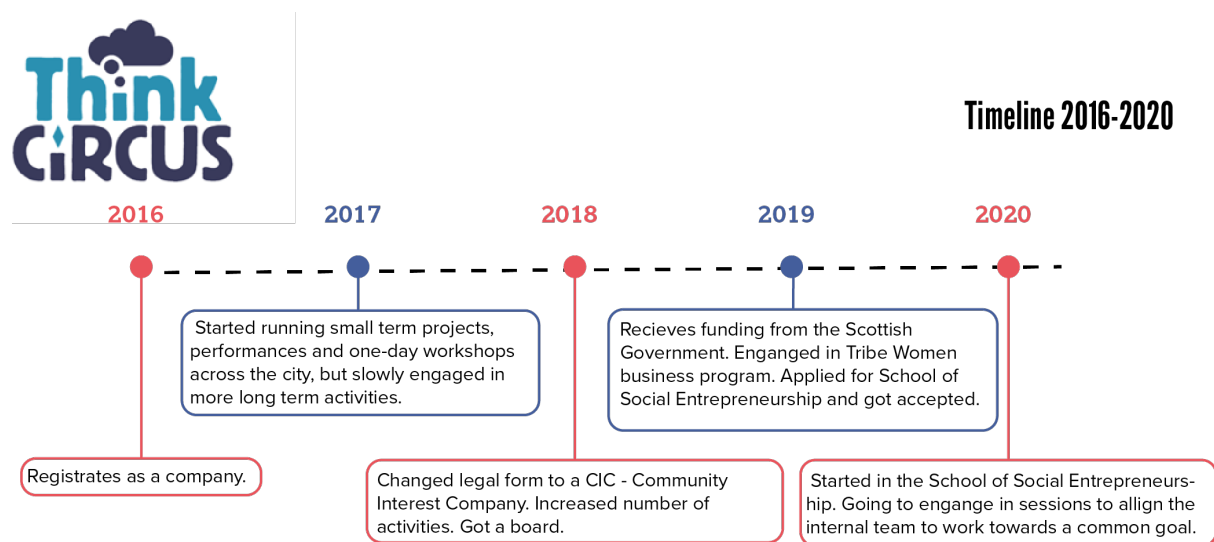 Think
CiRCUS
Timeline 2016-2020
2016
2017
2018
2019
2020
Started running small term projects,
performances and one-day workshops
across the city, but slowly engaged in
more long term activities.
Recieves funding from the Scottish
Government. Enganged in Tribe Women
business program. Applied for School of
Social Entrepreneurship and got accepted.
Registrates as a company.
Changed legal form to a CIC - Community
Interest Company. Increased number of
activities. Got a board.
Started in the School of Social Entrepreneurs-
hip. Going to engange in sessions to allign the
internal team to work towards a common goal.